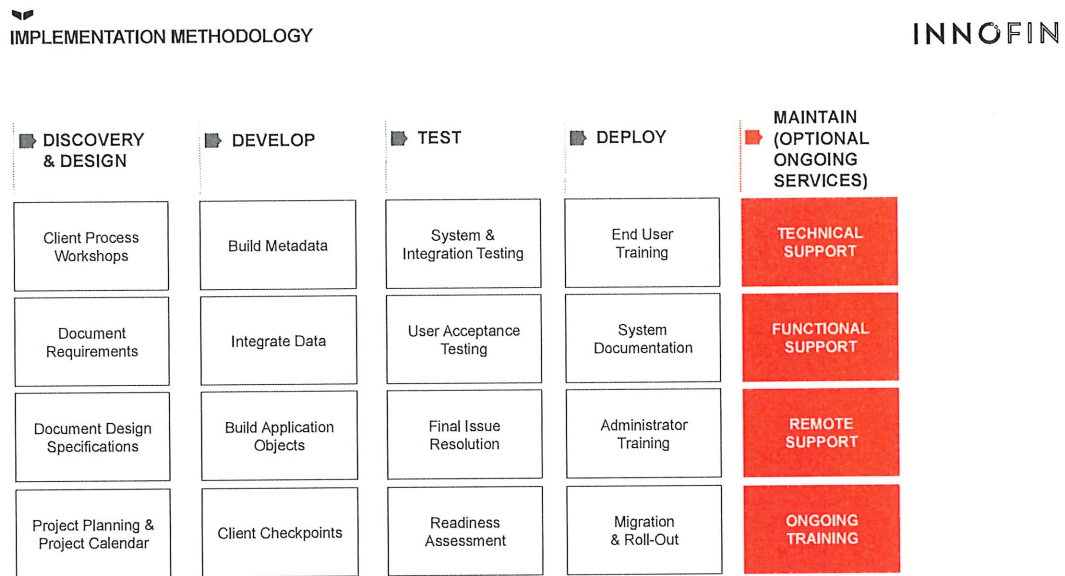 IMPLEMENTATION METHODOLOGY
INNOFIN
DISCOVERY
& DESIGN
Client Process
Workshops
Document
Requirements
Document Design
Specifications
Project Planning &
Project Calendar
DEVELOP
Build Metadata
Integrate Data
Build Application
Objects
Client Checkpoints
TEST
System &
Integration Testing
User Acceptance
Testing
Final Issue
Resolution
Readiness
Assessment
DEPLOY
End User
Training
System
Documentation
Administrator
Training
Migration
& Roll-Out
MAINTAIN
(OPTIONAL
ONGOING
SERVICES)
TECHNICAL
SUPPORT
FUNCTIONAL
SUPPORT
REMOTE
SUPPORT
ONGOING
TRAINING